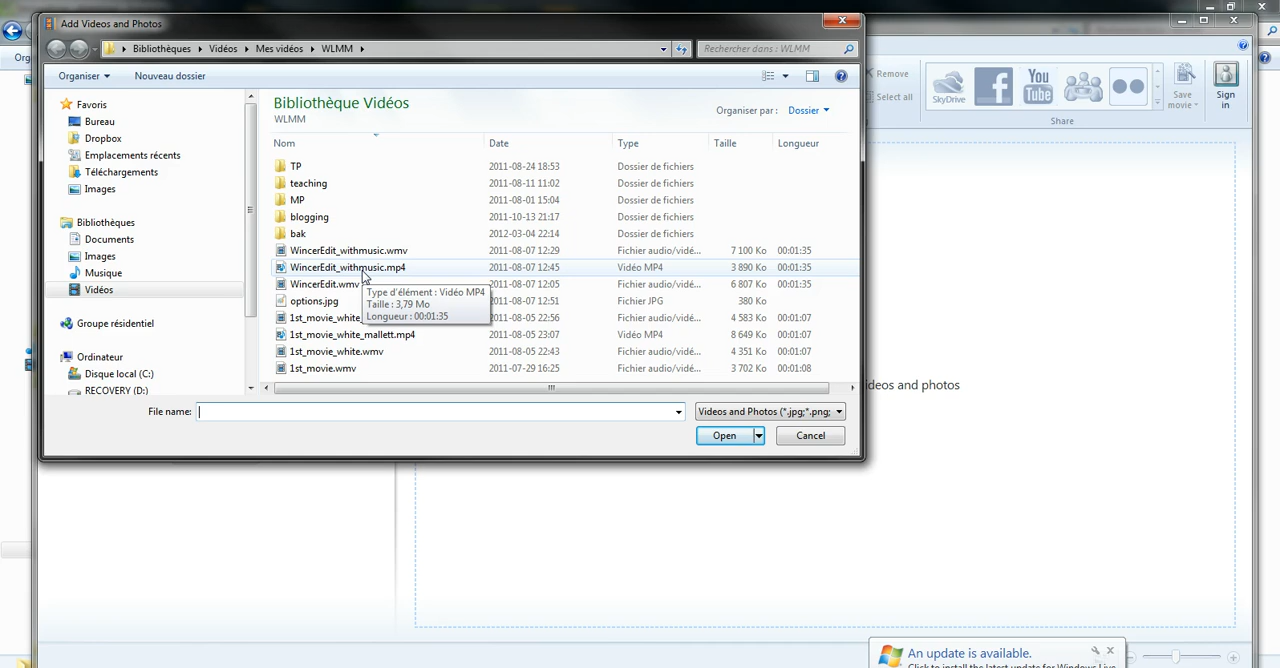 Add Videos and Photos
Bibliothèques Vidéos Mes vidéos WLMM
Rechercher dans : WLMM
Organiser Nouveau dossier
Remove
Select all
SkyDrive
You Tube
Save movie
Sign in
Share
Favoris
Bureau
Dropbox
Emplacements récents
Téléchargements
Images
Bibliothèques
Documents
Images
Musique
Vidéos
Groupe résidentiel
Ordinateur
Disque local (C:)
RECOVERY (D:)
Bibliothèque Vidéos
WLMM
Organiser par : Dossier
Nom Date Type Taille Longueur
TP 2011-08-24 18:53 Dossier de fichiers
teaching 2011-08-11 11:02 Dossier de fichiers
MP 2011-08-01 15:04 Dossier de fichiers
blogging 2011-10-13 21:17 Dossier de fichiers
bak 2012-03-04 22:14 Dossier de fichiers
WincerEdit_withmusic.wmv 2011-08-07 12:29 Fichier audio/vidé... 7 100 Ko 00:01:35
WincerEdit_withmusic.mp4 2011-08-07 12:45 Vidéo MP4 3 890 Ko 00:01:35
WincerEdit.wmv 2011-08-07 12:05 Fichier audio/vidé... 6 807 Ko 00:01:35
options.jpg 2011-08-07 12:51 Fichier JPG 380 Ko
1st_movie_white_ 2011-08-05 22:56 Fichier audio/vidé... 4 583 Ko 00:01:07
1st_movie_white_mallett.mp4 2011-08-05 23:07 Vidéo MP4 8 649 Ko 00:01:07
1st_movie_white.wmv 2011-08-05 22:43 Fichier audio/vidé... 4 351 Ko 00:01:07
1st_movie.wmv 2011-07-29 16:25 Fichier audio/vidé... 3 702 Ko 00:01:08
Type d'élément : Vidéo MP4
Taille : 3,79 Mo
Longueur : 00:01:35
File name:
Videos and Photos (*.jpg;*.png;
Open Cancel
ideos and photos
An update is available.
Click to install the latest update for Windows Live